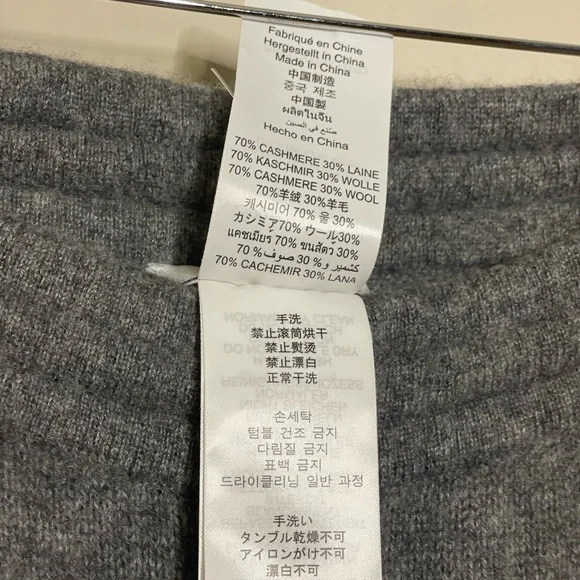 Fabriqué en Chine
Hergestellt in China
Made in China
中国制造
중국 제조
中国製
ผลิตในจีน
صنع في الصين
Hecho en China
70% CASHMERE 30% LAINE
70% KASCHMIR 30% WOLLE
70% CASHMERE 30% WOOL
70%羊绒 30%羊毛
캐시미어 70% 울 30%
カシミア70% ウール30%
แคชเมียร์ 70% ขนสัตว์ 30%
70 % كشمير و % 30 صوف
70% CACHEMIR 30% LANA
手洗
禁止滚筒烘干
禁止熨烫
禁止漂白
正常干洗
손세탁
텀블 건조 금지
다림질 금지
표백 금지
드라이클리닝 일반 과정
手洗い
タンブル乾燥不可
アイロンがけ不可
漂白不可